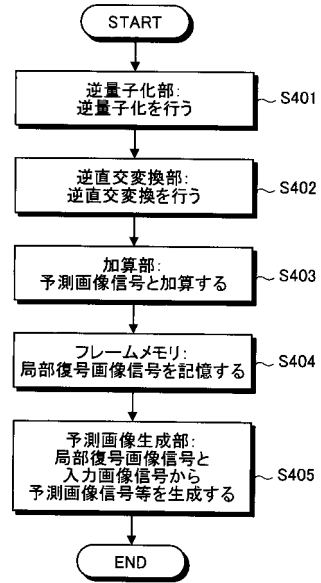 START
逆量子化部:
逆量子化を行う
S401
逆直交変換部:
逆直交変換を行う
S402
加算部:
予測画像信号と加算する
S403
フレームメモリ:
局部復号画像信号を記憶する
S404
予測画像生成部:
局部復号画像信号と
入力画像信号から
予測画像信号等を生成する
S405
END